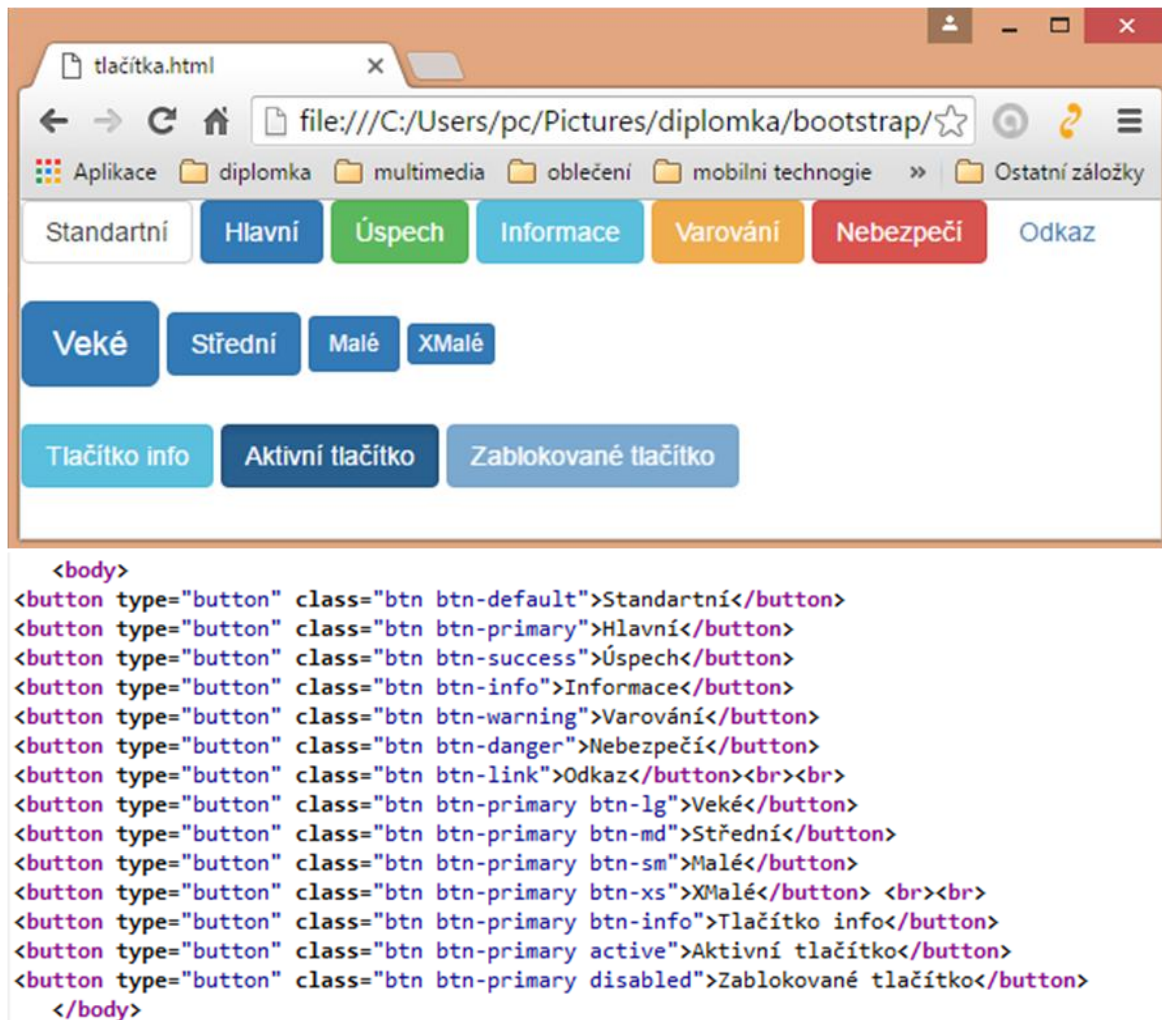 tlačítka.html
file:///C:/Users/pc/Pictures/diplomka/bootstrap/
Aplikace diplomka multimedia oblečení mobilni technogie » Ostatní záložky
Standartní Hlavní Úspech Informace Varování Nebezpečí Odkaz
Veké Střední Malé XMalé
Tlačítko info Aktivní tlačítko Zablokované tlačítko
<body>
<button type="button" class="btn btn-default">Standartní</button>
<button type="button" class="btn btn-primary">Hlavní</button>
<button type="button" class="btn btn-success">Úspech</button>
<button type="button" class="btn btn-info">Informace</button>
<button type="button" class="btn btn-warning">Varování</button>
<button type="button" class="btn btn-danger">Nebezpečí</button>
<button type="button" class="btn btn-link">Odkaz</button><br><br>
<button type="button" class="btn btn-primary btn-lg">Veké</button>
<button type="button" class="btn btn-primary btn-md">Střední</button>
<button type="button" class="btn btn-primary btn-sm">Malé</button>
<button type="button" class="btn btn-primary btn-xs">XMalé</button> <br><br>
<button type="button" class="btn btn-primary btn-info">Tlačítko info</button>
<button type="button" class="btn btn-primary active">Aktivní tlačítko</button>
<button type="button" class="btn btn-primary disabled">Zablokované tlačítko</button>
</body>